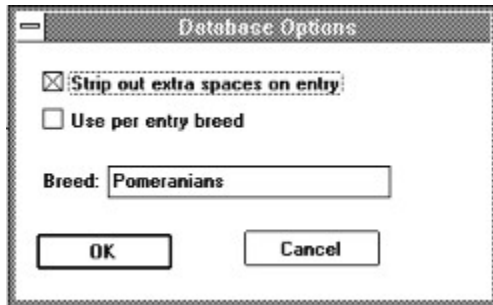 Database Options
Strip out extra spaces on entry
Use per entry breed
Breed: Pomeranians
OK Cancel